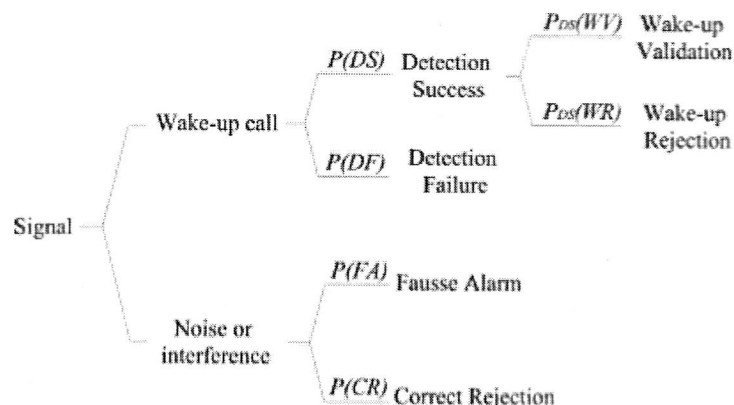 P_DS(WV) Wake-up
Validation
P(DS) Detection
Success
P_DS(WR) Wake-up
Rejection
Wake-up call
P(DF) Detection
Failure
Signal
P(FA) Fausse Alarm
Noise or
interference
P(CR) Correct Rejection